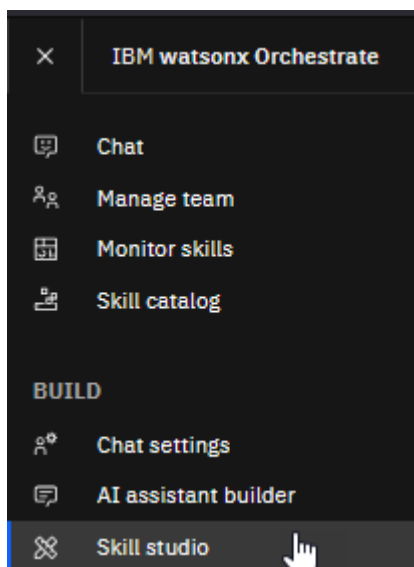 IBM watsonx Orchestrate
Chat
Manage team
Monitor skills
Skill catalog
BUILD
Chat settings
AI assistant builder
Skill studio